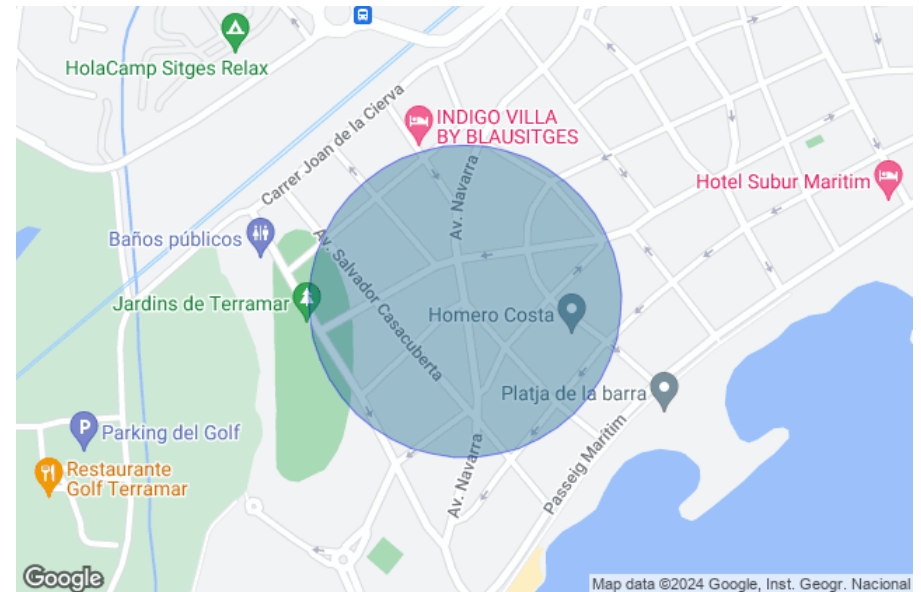 HolaCamp Sitges Relax
Carrer Joan de la Cierva
INDIGO VILLA
BY BLAUSITGES
Hotel Subur Maritim
Av. Navarra
Baños públicos
Av. Salvador Casacuberta
Jardins de Terramar
Homero Costa
Platja de la barra
P
Parking del Golf
Passeig Marítim
Av. Navarra
Restaurante
Golf Terramar
Google
Map data ©2024 Google, Inst. Geogr. Nacional